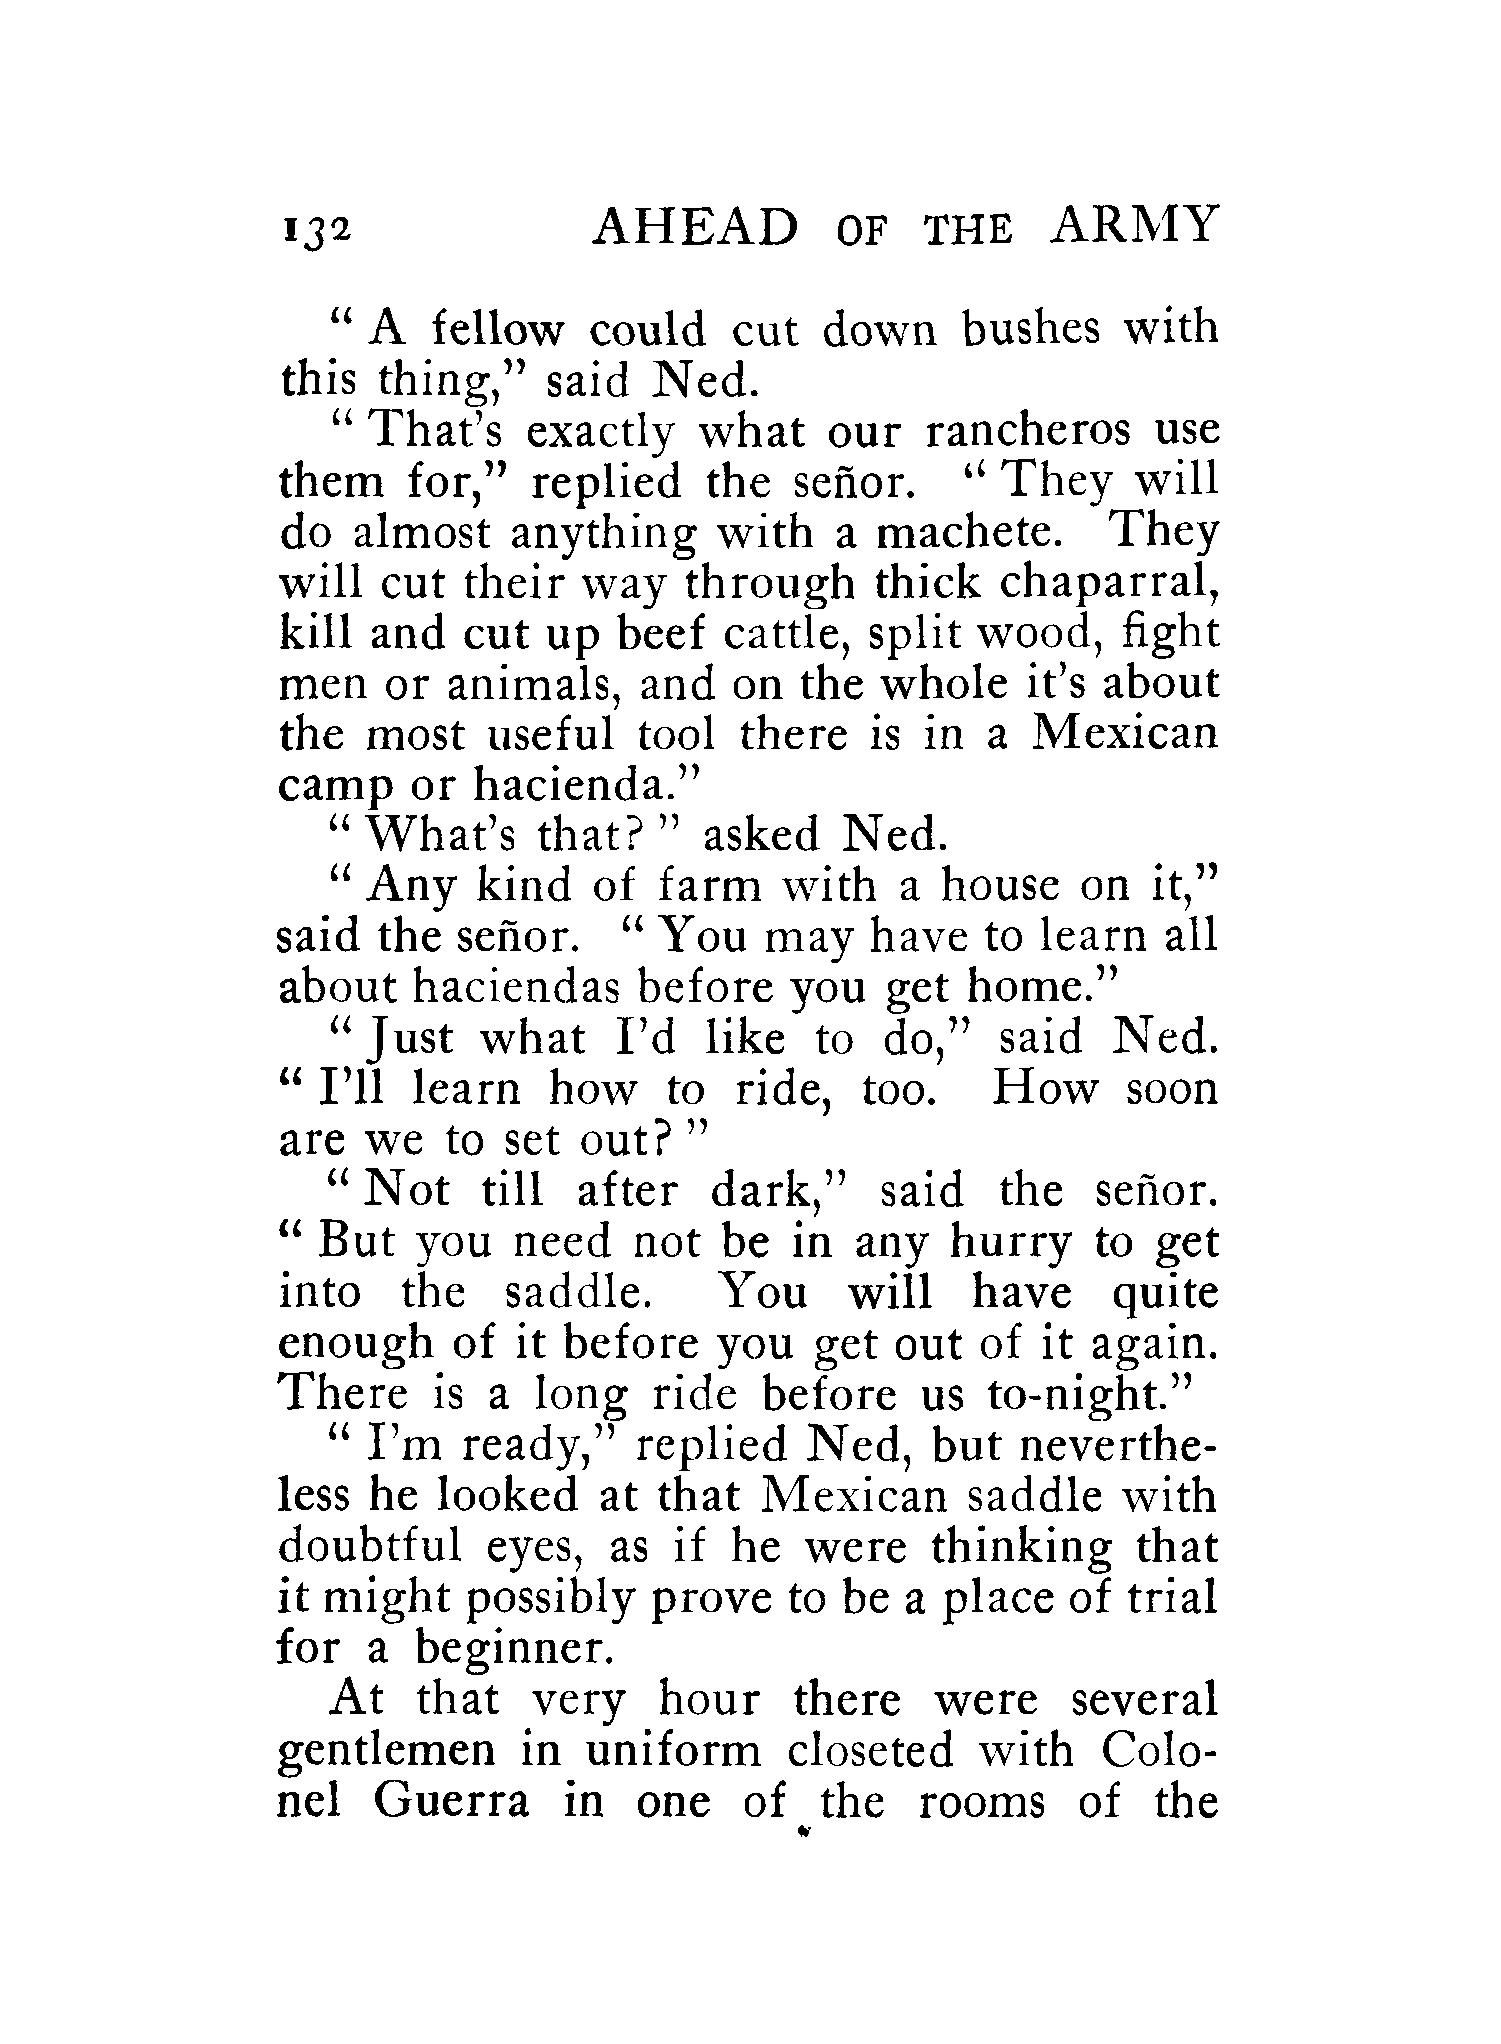 132 AHEAD OF THE ARMY
“ A fellow could cut down bushes with
this thing,” said Ned.
“ That’s exactly what our rancheros use
them for,” replied the señor. “ They will
do almost anything with a machete. They
will cut their way through thick chaparral,
kill and cut up beef cattle, split wood, fight
men or animals, and on the whole it’s about
the most useful tool there is in a Mexican
camp or hacienda.”
“ What’s that? ” asked Ned.
“ Any kind of farm with a house on it,”
said the señor. “ You may have to learn all
about haciendas before you get home.”
“ Just what I’d like to do,” said Ned.
“ I’ll learn how to ride, too. How soon
are we to set out? ”
“ Not till after dark,” said the señor.
“ But you need not be in any hurry to get
into the saddle. You will have quite
enough of it before you get out of it again.
There is a long ride before us to-night.”
“ I’m ready,” replied Ned, but neverthe-
less he looked at that Mexican saddle with
doubtful eyes, as if he were thinking that
it might possibly prove to be a place of trial
for a beginner.
At that very hour there were several
gentlemen in uniform closeted with Colo-
nel Guerra in one of the rooms of the